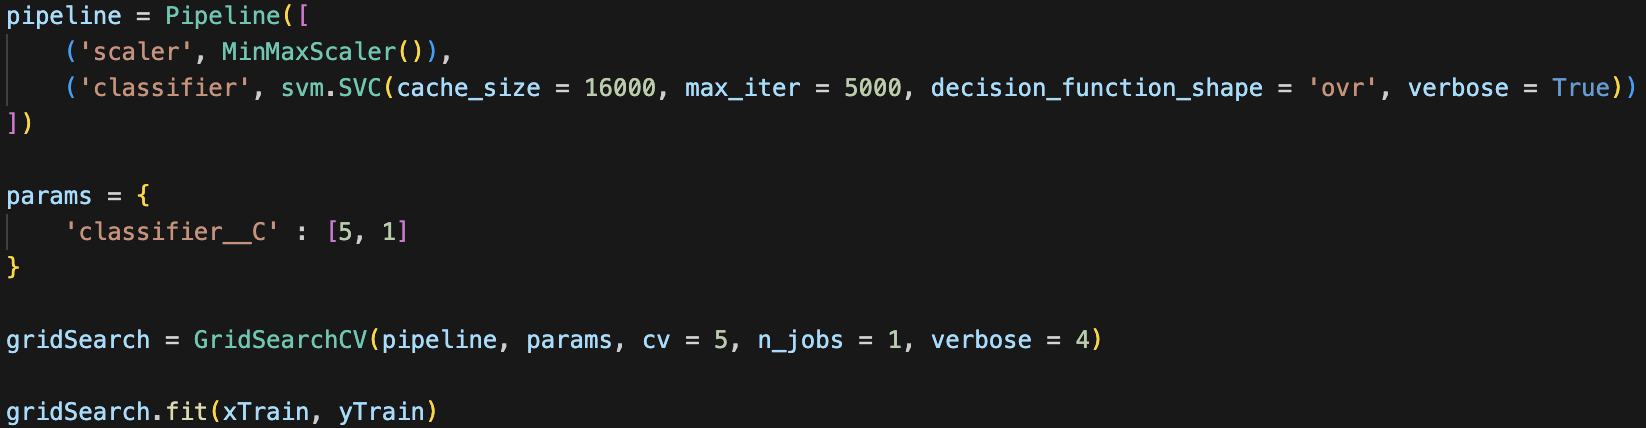 pipeline = Pipeline([
    ('scaler', MinMaxScaler()),
    ('classifier', svm.SVC(cache_size = 16000, max_iter = 5000, decision_function_shape = 'ovr', verbose = True))
])

params = {
    'classifier__C' : [5, 1]
}

gridSearch = GridSearchCV(pipeline, params, cv = 5, n_jobs = 1, verbose = 4)

gridSearch.fit(xTrain, yTrain)